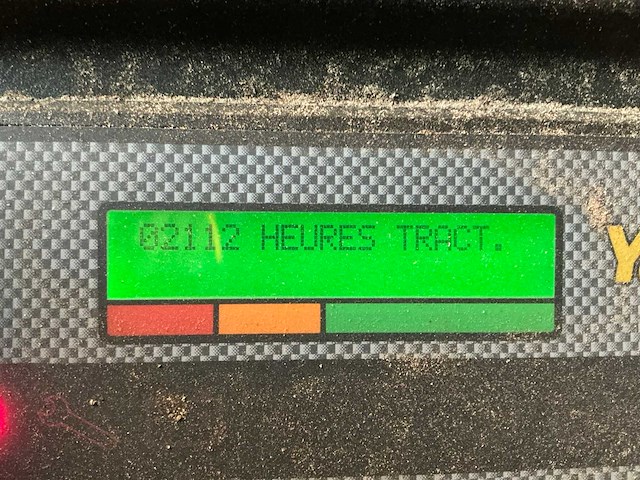 02112 HEURES TRACT.
Y